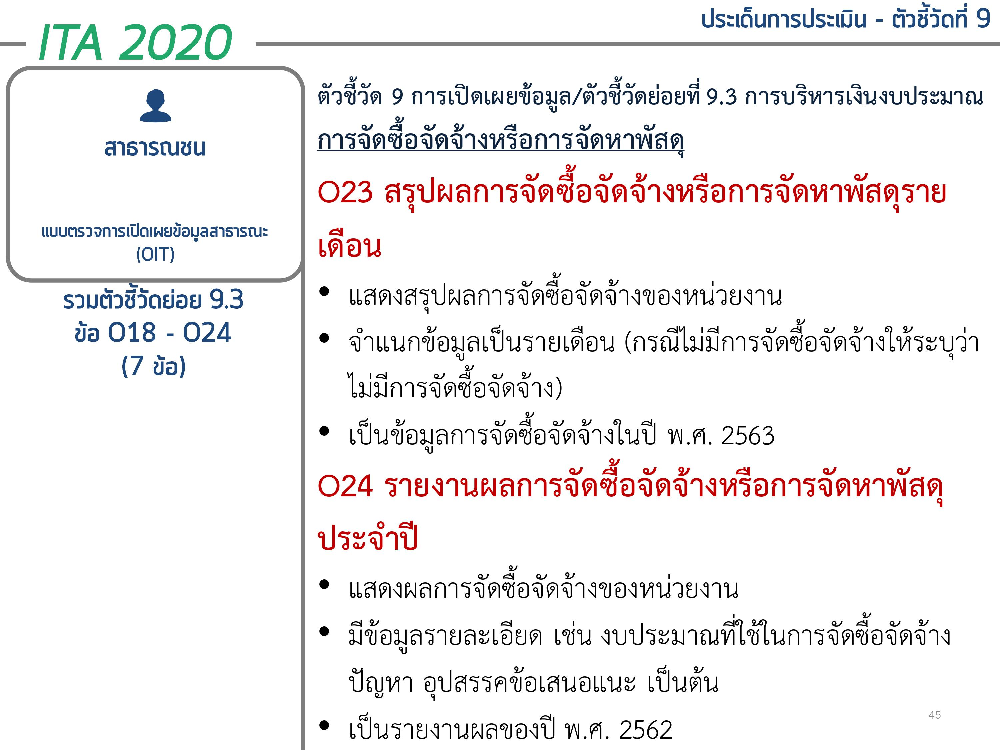 ประเด็นการประเมิน - ตัวชี้วัดที่ 9
ITA 2020
สาธารณชน
แบบตรวจการเปิดเผยข้อมูลสาธารณะ
(OIT)
รวมตัวชี้วัดย่อย 9.3
ข้อ O18 - O24
(7 ข้อ)
ตัวชี้วัด 9 การเปิดเผยข้อมูล/ตัวชี้วัดย่อยที่ 9.3 การบริหารเงินงบประมาณ
การจัดซื้อจัดจ้างหรือการจัดหาพัสดุ
O23 สรุปผลการจัดซื้อจัดจ้างหรือการจัดหาพัสดุราย
เดือน
• แสดงสรุปผลการจัดซื้อจัดจ้างของหน่วยงาน
• จำแนกข้อมูลเป็นรายเดือน (กรณีไม่มีการจัดซื้อจัดจ้างให้ระบุว่า
ไม่มีการจัดซื้อจัดจ้าง)
• เป็นข้อมูลการจัดซื้อจัดจ้างในปี พ.ศ. 2563
O24 รายงานผลการจัดซื้อจัดจ้างหรือการจัดหาพัสดุ
ประจำปี
• แสดงผลการจัดซื้อจัดจ้างของหน่วยงาน
• มีข้อมูลรายละเอียด เช่น งบประมาณที่ใช้ในการจัดซื้อจัดจ้าง
ปัญหา อุปสรรคข้อเสนอแนะ เป็นต้น
• เป็นรายงานผลของปี พ.ศ. 2562
45